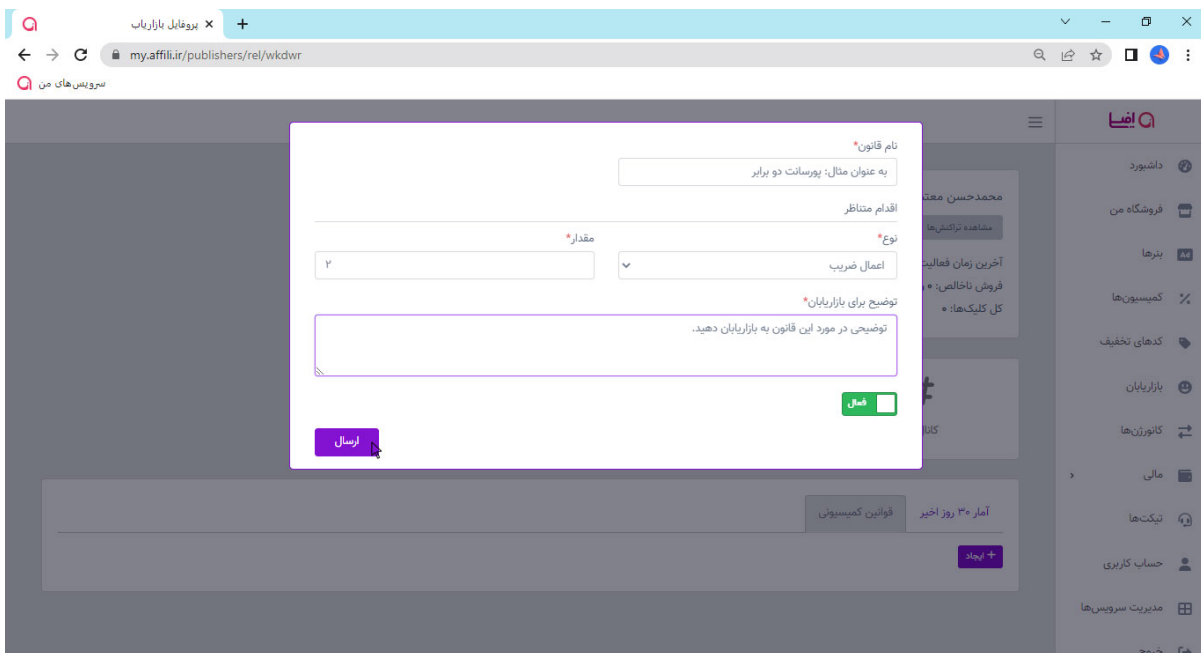 پروفایل بازاریاب
my.affili.ir/publishers/rel/wkdwr
سرویس‌های من
افیلی
داشبورد
فروشگاه من
بنرها
Ad
کمیسیون‌ها
کدهای تخفیف
بازاریابان
کانورژن‌ها
مالی
تیکت‌ها
حساب کاربری
مدیریت سرویس‌ها
خروج
محمدحسن
مشاهده تراکنش‌ها
آخرین زمان فعالیت
فروش ناخالص: ۰
کل کلیک‌ها: ۰
نام قانون*
به عنوان مثال: پورسانت دو برابر
اقدام متناظر
نوع*
مقدار*
اعمال ضریب
۲
توضیح برای بازاریابان*
توضیحی در مورد این قانون به بازاریابان دهید.
فعال
ارسال
آمار ۳۰ روز اخیر
قوانین کمیسیونی
+ ایجاد